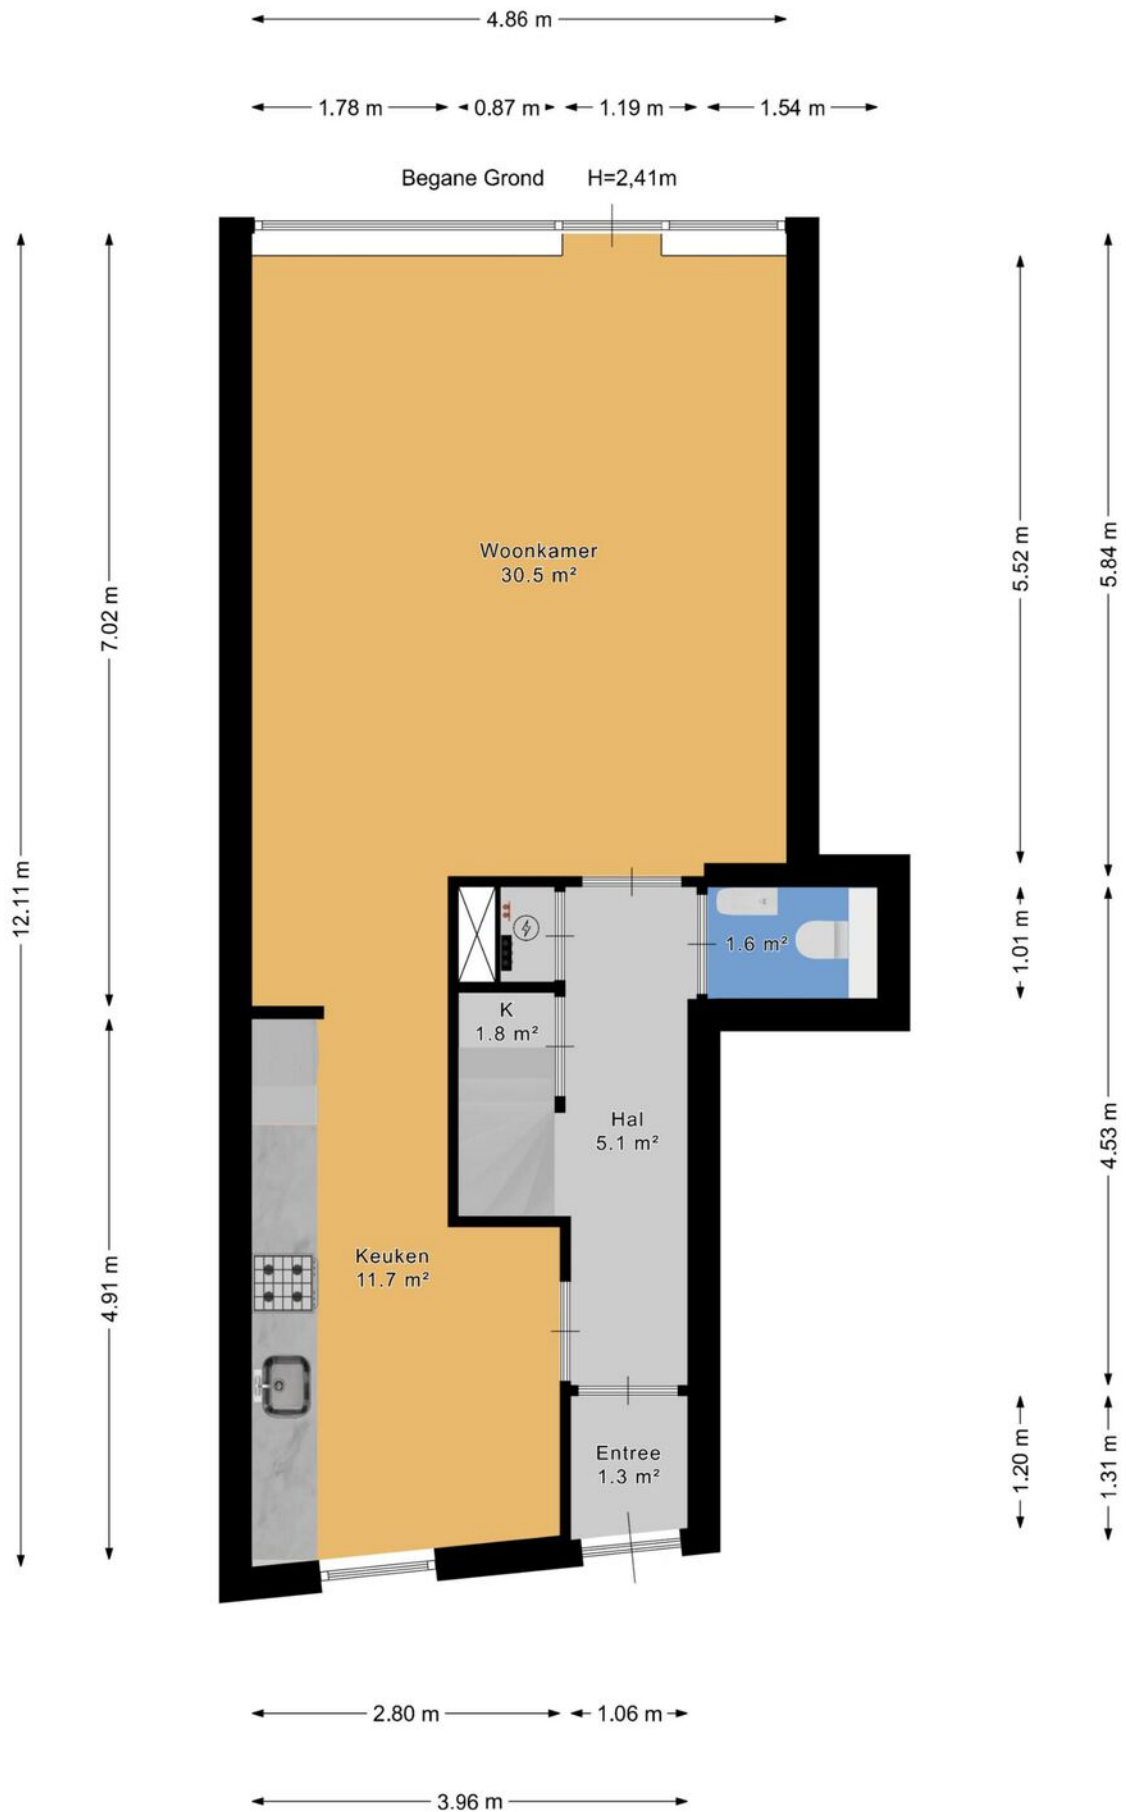 4.86 m
1.78 m 0.87 m 1.19 m 1.54 m
Begane Grond H=2,41m
12.11 m
7.02 m
4.91 m
5.52 m
1.01 m
1.20 m
5.84 m
4.53 m
1.31 m
Woonkamer
30.5 m²
1.6 m²
K
1.8 m²
Hal
5.1 m²
Keuken
11.7 m²
Entree
1.3 m²
2.80 m 1.06 m
3.96 m